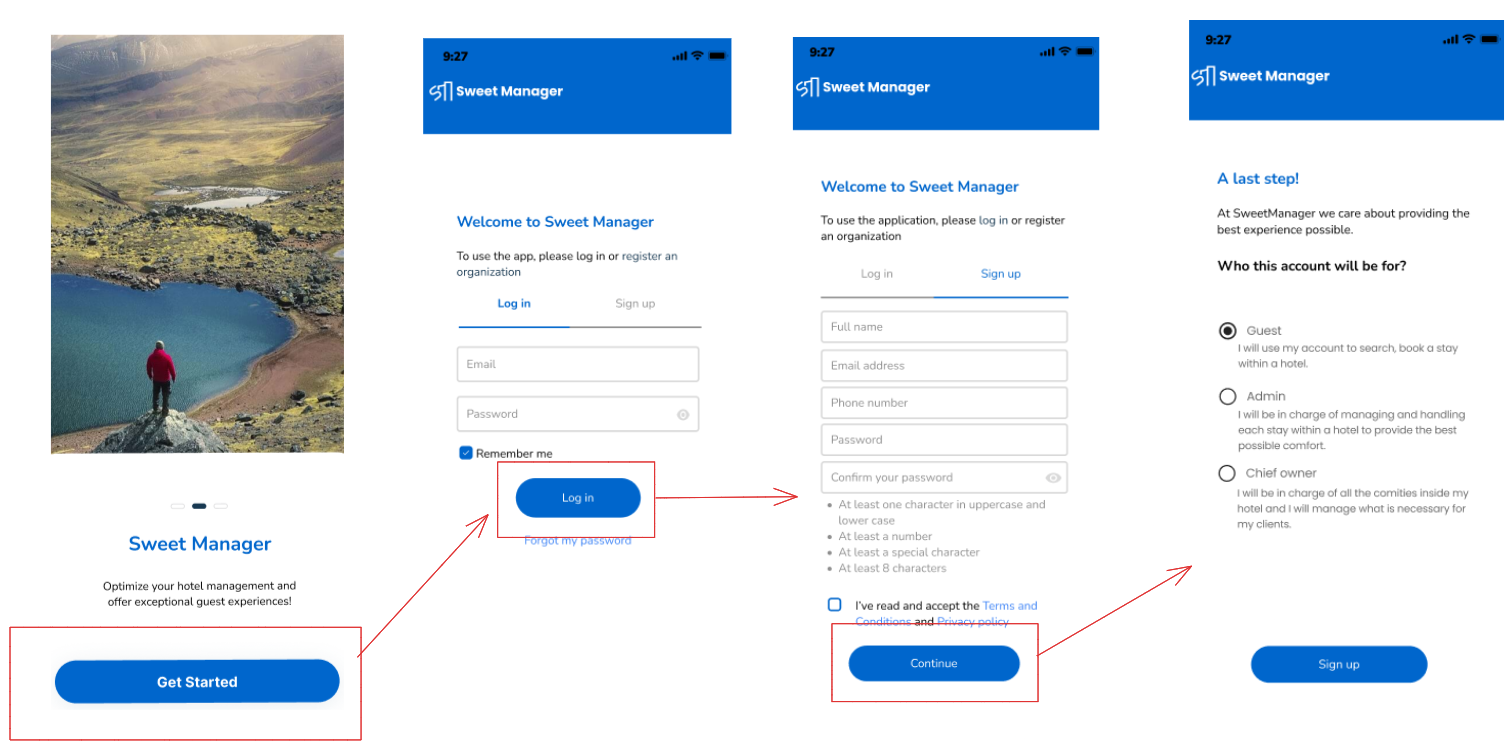 Sweet Manager
Optimize your hotel management and
offer exceptional guest experiences!
Get Started
9:27
Sweet Manager
Welcome to Sweet Manager
To use the app, please log in or register an
organization
Log in
Sign up
Email
Password
Remember me
Log in
Forgot my password
9:27
Sweet Manager
Welcome to Sweet Manager
To use the application, please log in or register
an organization
Log in
Sign up
Full name
Email address
Phone number
Password
Confirm your password
• At least one character in uppercase and
lower case
• At least a number
• At least a special character
• At least 8 characters
I've read and accept the Terms and
Conditions and Privacy policy
Continue
9:27
Sweet Manager
A last step!
At SweetManager we care about providing the
best experience possible.
Who this account will be for?
Guest
I will use my account to search, book a stay
within a hotel.
Admin
I will be in charge of managing and handling
each stay within a hotel to provide the best
possible comfort.
Chief owner
I will be in charge of all the comities inside my
hotel and I will manage what is necessary for
my clients.
Sign up